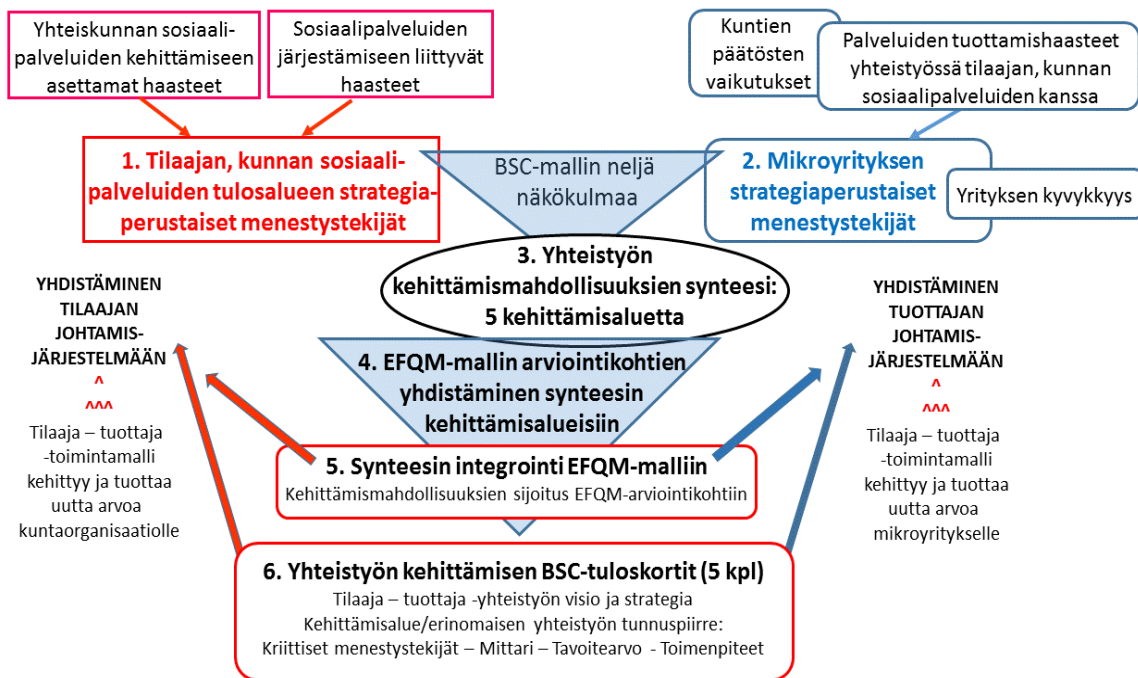 Yhteiskunnan sosiaali-
palveluiden kehittämiseen
asettamat haasteet
Sosiaalipalveluiden
järjestämiseen liittyvät
haasteet
Kuntien
päätösten
vaikutukset
Palveluiden tuottamishaasteet
yhteistyössä tilaajan, kunnan
sosiaalipalveluiden kanssa
1. Tilaajan, kunnan sosiaali-
palveluiden tulosalueen strategia-
perustaiset menestystekijät
BSC-mallin neljä
näkökulmaa
2. Mikroyrityksen
strategiaperustaiset
menestystekijät
Yrityksen kyvykkyys
3. Yhteistyön
kehittämismahdollisuuksien synteesi:
5 kehittämisaluetta
YHDISTÄMINEN
TILAAJAN
JOHTAMIS-
JÄRJESTELMÄÄN
^
^^^
Tilaaja – tuottaja
-toimintamalli
kehittyy ja tuottaa
uutta arvoa
kuntaorganisaatiolle
4. EFQM-mallin arviointikohtien
yhdistäminen synteesin
kehittämisalueisiin
YHDISTÄMINEN
TUOTTAJAN
JOHTAMIS-
JÄRJESTELMÄÄN
^
^^^
Tilaaja – tuottaja
-toimintamalli
kehittyy ja tuottaa
uutta arvoa
mikroyritykselle
5. Synteesin integrointi EFQM-malliin
Kehittämismahdollisuuksien sijoitus EFQM-arviointikohtiin
6. Yhteistyön kehittämisen BSC-tuloskortit (5 kpl)
Tilaaja – tuottaja -yhteistyön visio ja strategia
Kehittämisalue/erinomaisen yhteistyön tunnuspiirre:
Kriittiset menestystekijät – Mittari – Tavoitearvo - Toimenpiteet